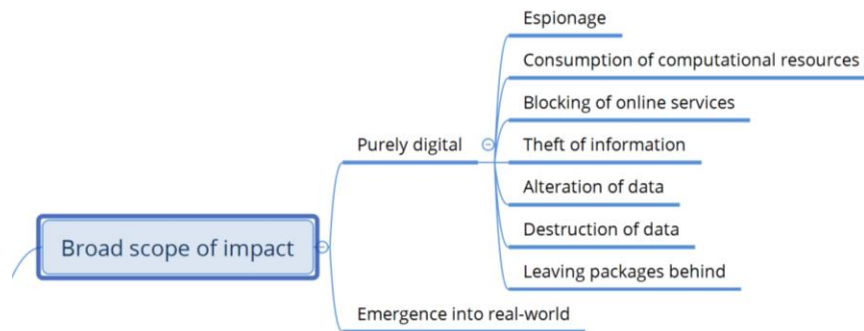 Espionage
Consumption of computational resources
Blocking of online services
Purely digital
Theft of information
Alteration of data
Broad scope of impact
Destruction of data
Leaving packages behind
Emergence into real-world